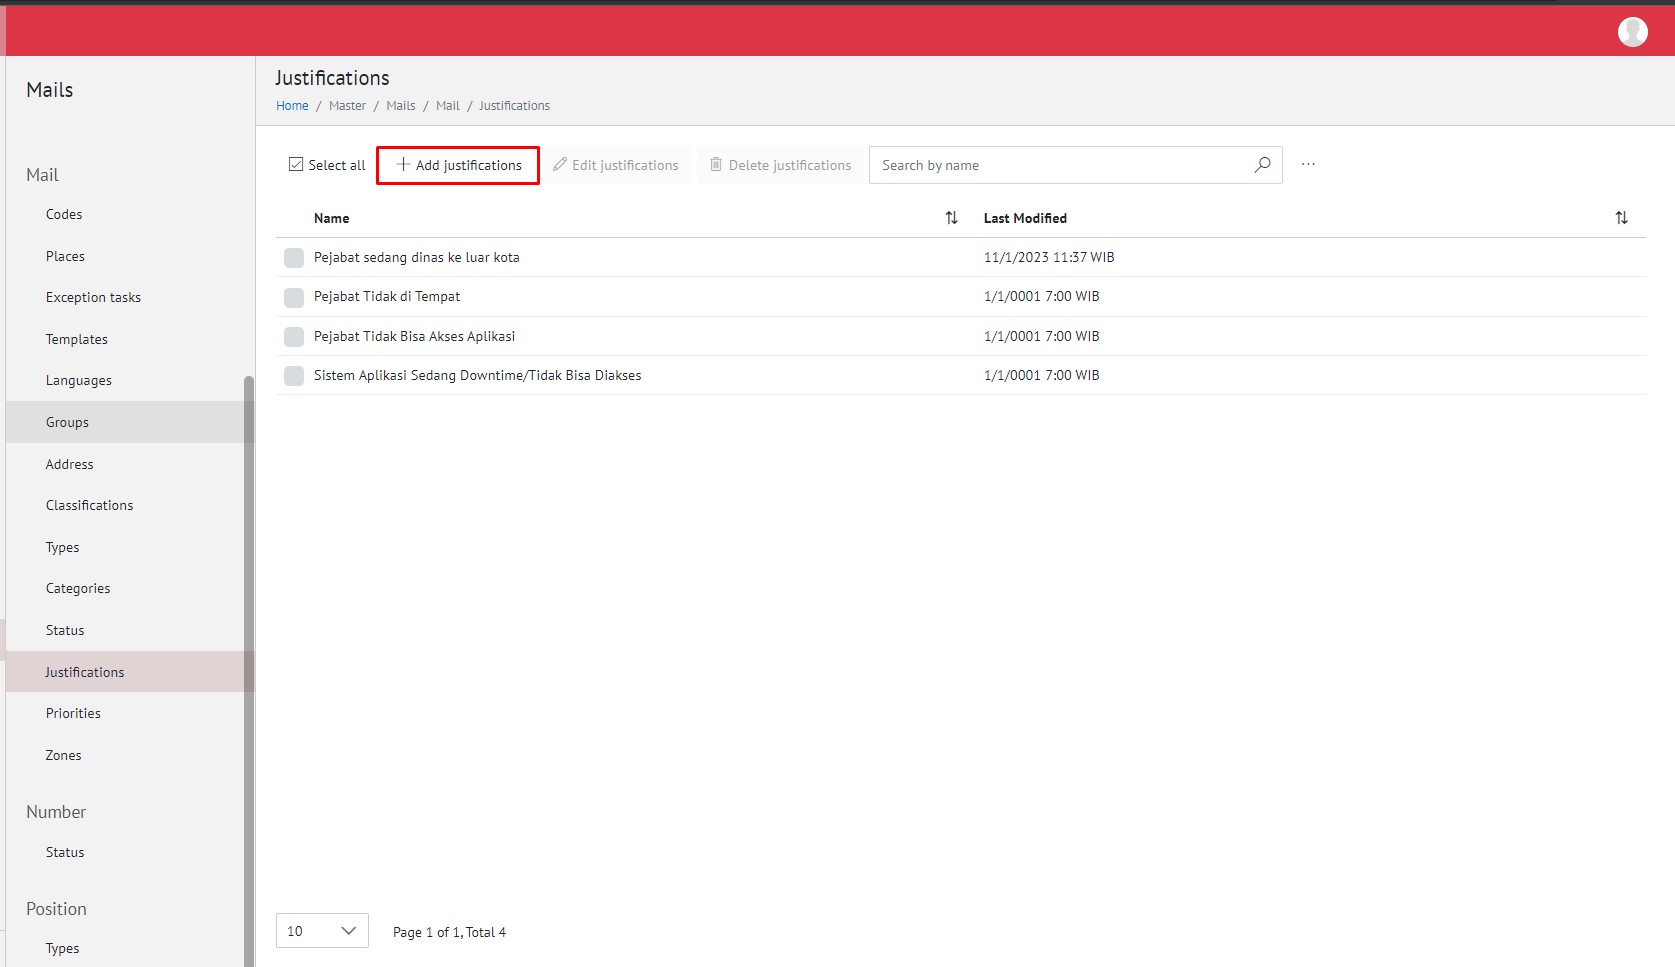 Mails
Mail
Codes
Places
Exception tasks
Templates
Languages
Groups
Address
Classifications
Types
Categories
Status
Justifications
Priorities
Zones
Number
Status
Position
Types
Justifications
Home / Master / Mails / Mail / Justifications
Select all
Add justifications
Edit justifications
Delete justifications
Search by name
...
Name
Last Modified
Pejabat sedang dinas ke luar kota 11/1/2023 11:37 WIB
Pejabat Tidak di Tempat 1/1/0001 7:00 WIB
Pejabat Tidak Bisa Akses Aplikasi 1/1/0001 7:00 WIB
Sistem Aplikasi Sedang Downtime/Tidak Bisa Diakses 1/1/0001 7:00 WIB
10
Page 1 of 1, Total 4